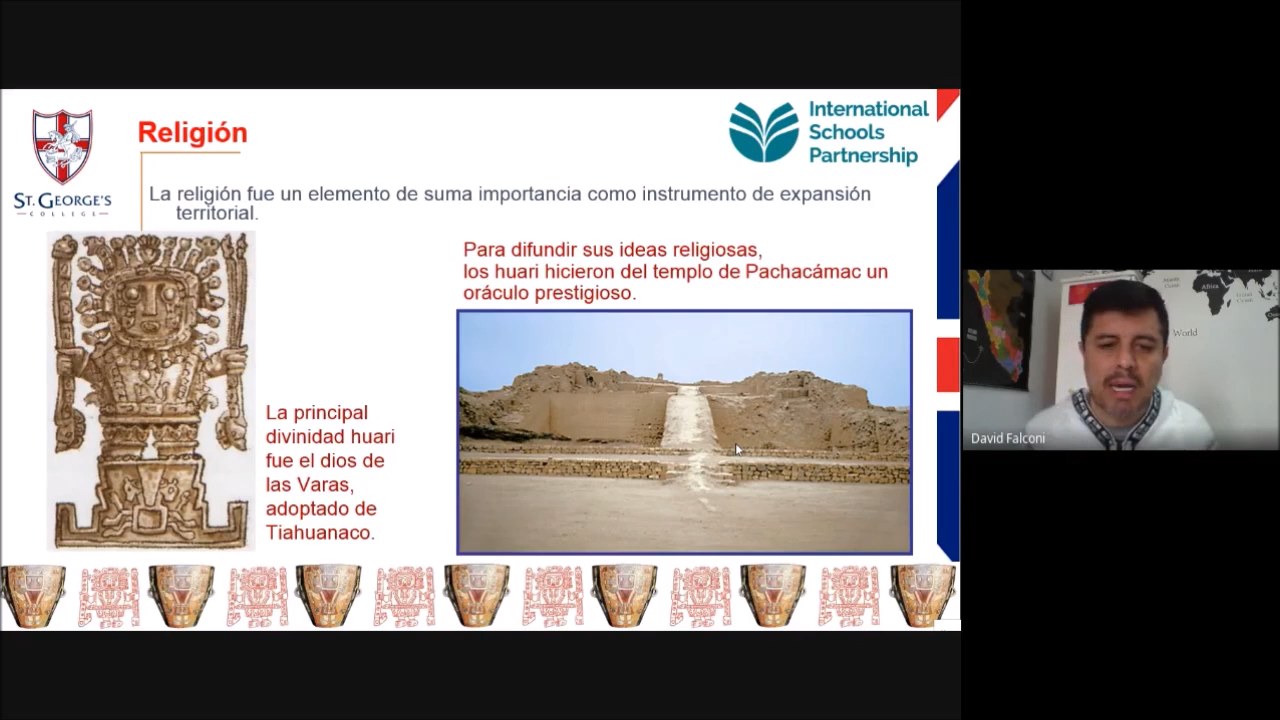 ST. GEORGE'S
COLLEGE
Religión
International
Schools
Partnership
La religión fue un elemento de suma importancia como instrumento de expansión
territorial.
Para difundir sus ideas religiosas,
los huari hicieron del templo de Pachacámac un
oráculo prestigioso.
La principal
divinidad huari
fue el dios de
las Varas,
adoptado de
Tiahuanaco.
Africa
World
David Falconi